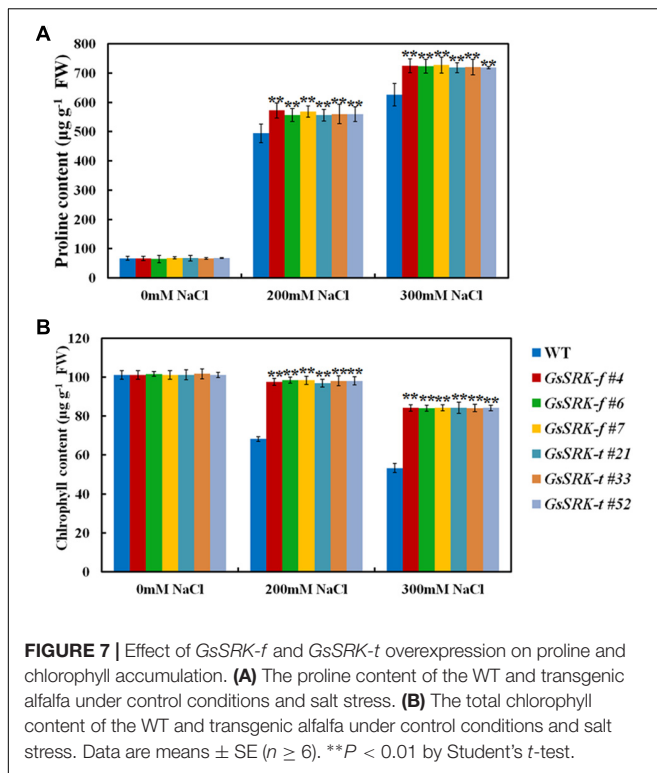 A
Proline content (µg g⁻¹ FW)
800
700
600
500
400
300
200
100
0
** ** ** ** ** **
** ** ** ** ** **
0mM NaCl 200mM NaCl 300mM NaCl
B
Chlrophyll content (µg g⁻¹ FW)
120
100
80
60
40
20
0
** ** ** ** ** **
** ** ** ** ** **
0mM NaCl 200mM NaCl 300mM NaCl
WT
GsSRK-f #4
GsSRK-f #6
GsSRK-f #7
GsSRK-t #21
GsSRK-t #33
GsSRK-t #52
FIGURE 7 | Effect of GsSRK-f and GsSRK-t overexpression on proline and
chlorophyll accumulation. (A) The proline content of the WT and transgenic
alfalfa under control conditions and salt stress. (B) The total chlorophyll
content of the WT and transgenic alfalfa under control conditions and salt
stress. Data are means ± SE (n ≥ 6). **P < 0.01 by Student's t-test.